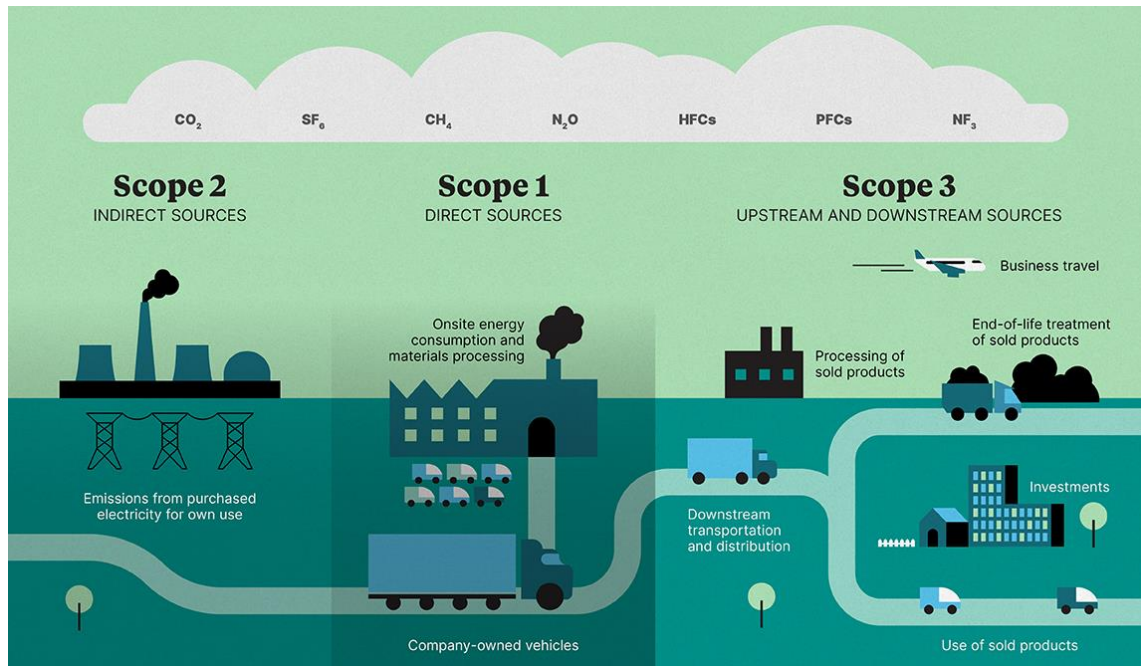 CO₂ SF₆ CH₄ N₂O HFCs PFCs NF₃
Scope 2
INDIRECT SOURCES
Scope 1
DIRECT SOURCES
Scope 3
UPSTREAM AND DOWNSTREAM SOURCES
Business travel
Onsite energy
consumption and
materials processing
End-of-life treatment
of sold products
Processing of
sold products
Emissions from purchased
electricity for own use
Investments
Downstream
transportation
and distribution
Company-owned vehicles
Use of sold products